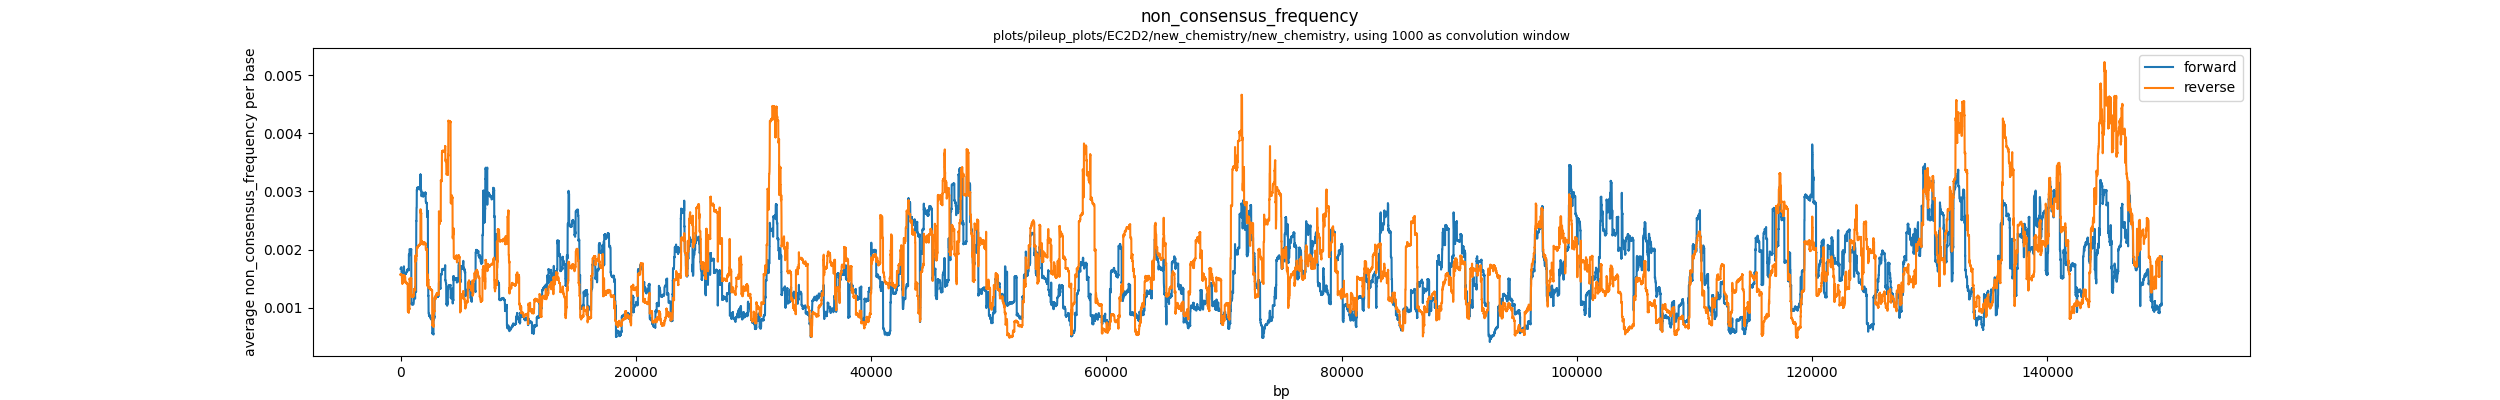 non_consensus_frequency
plots/pileup_plots/EC2D2/new_chemistry/new_chemistry, using 1000 as convolution window
average non_consensus_frequency per base
0.005
0.004
0.003
0.002
0.001
forward
reverse
0 20000 40000 60000 80000 100000 120000 140000
bp